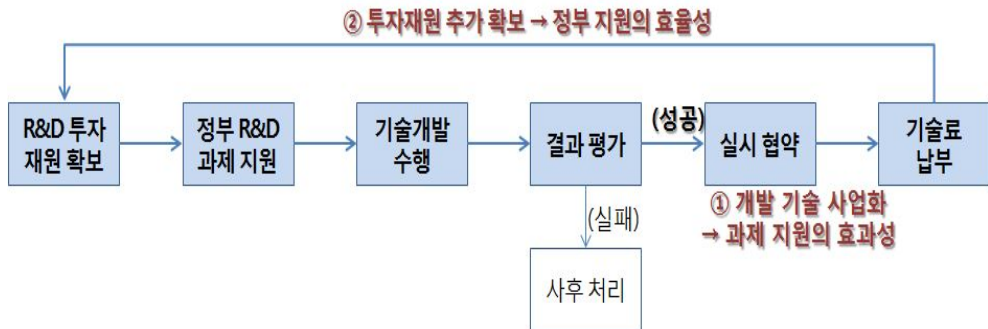 ② 투자재원 추가 확보 → 정부 지원의 효율성
R&D 투자
재원 확보
정부 R&D
과제 지원
기술개발
수행
결과 평가
(성공)
실시 협약
기술료
납부
① 개발 기술 사업화
→ 과제 지원의 효과성
(실패)
사후 처리